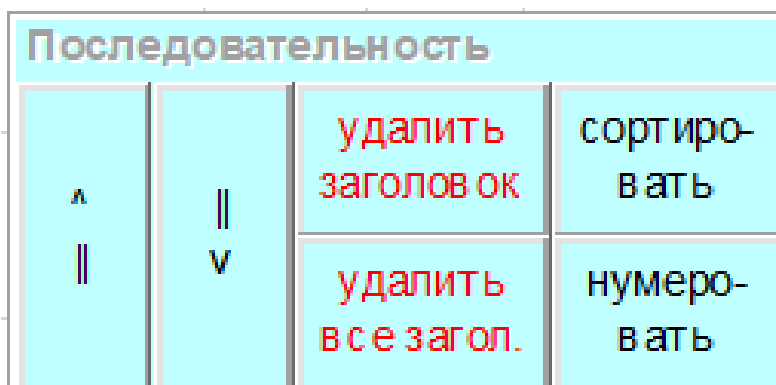 Последовательность
^
||
||
v
удалить
заголовок
сортиро-
вать
удалить
все загол.
нумеро-
вать